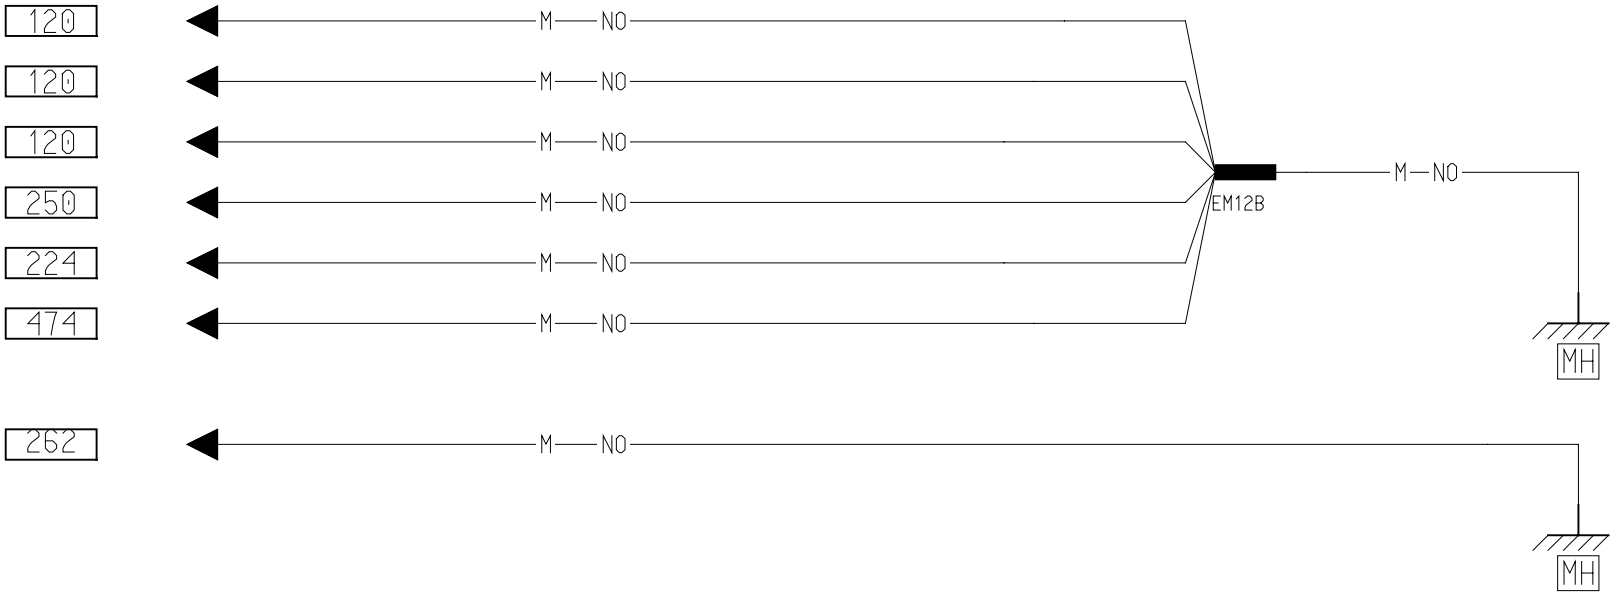 120 M NO
120 M NO
120 M NO
M NO
250 M NO
EM12B
224 M NO
474 M NO
MH
262 M NO
MH